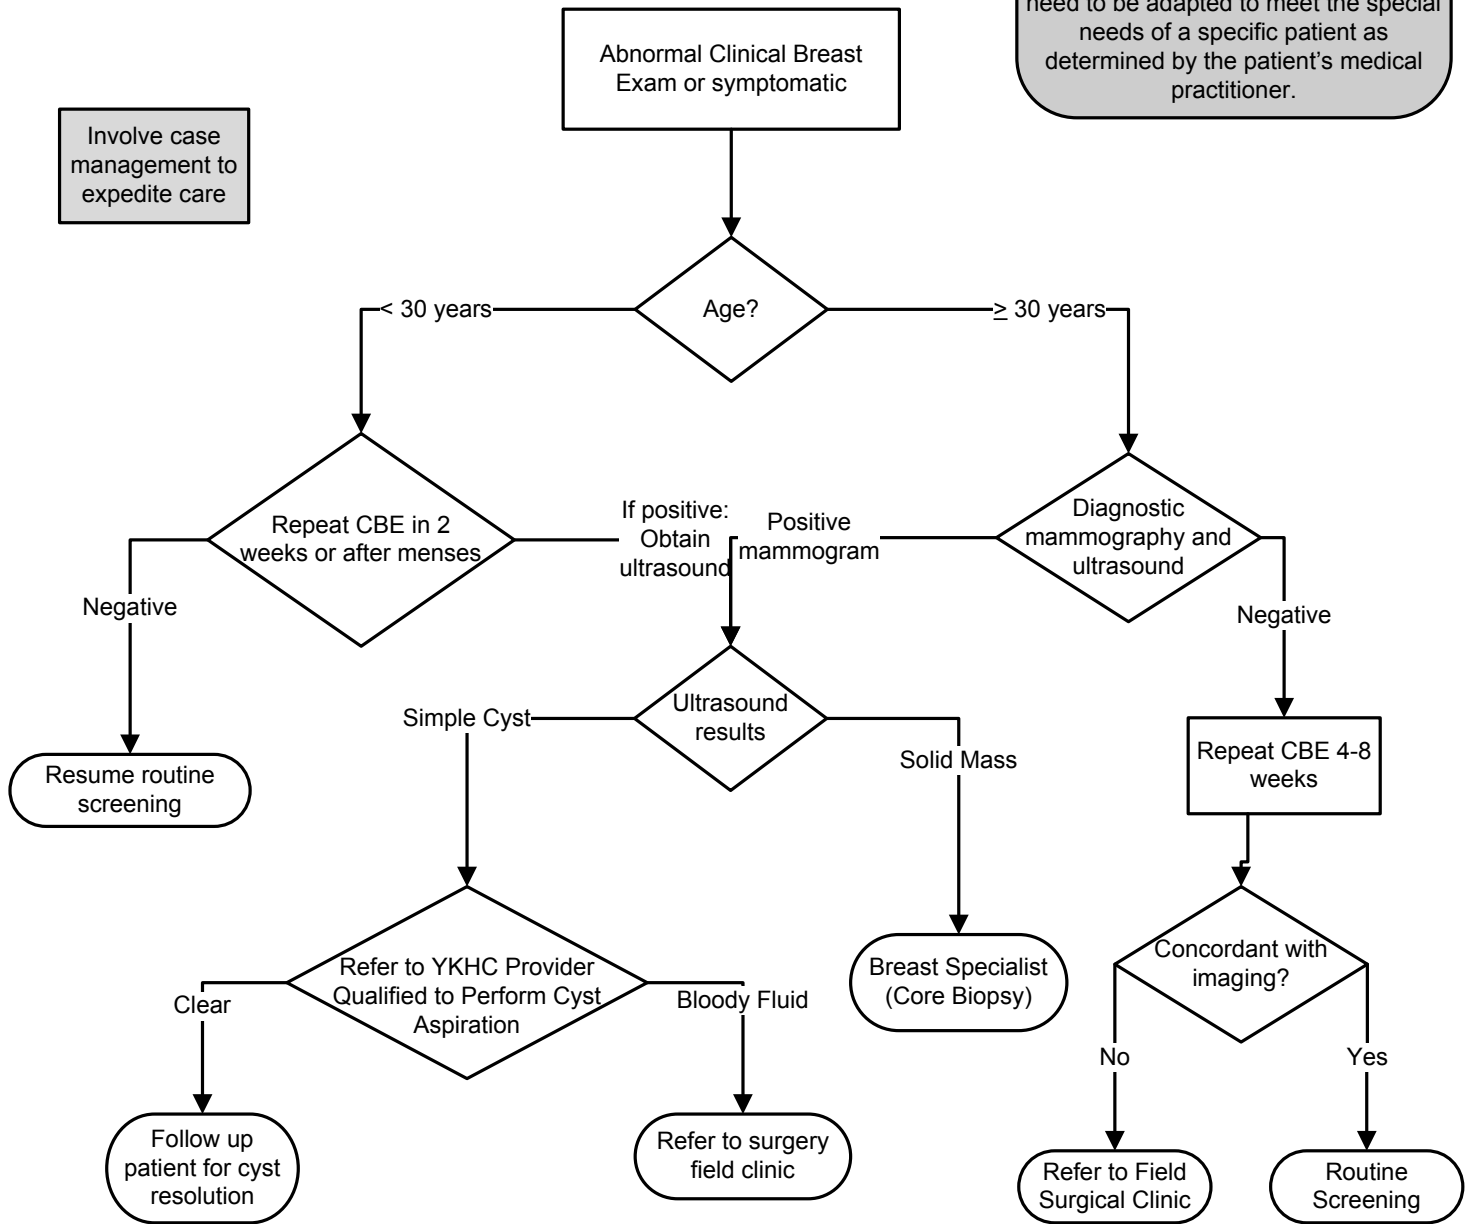 need to be adapted to meet the special
needs of a specific patient as
determined by the patient’s medical
practitioner.
Abnormal Clinical Breast
Exam or symptomatic
Involve case
management to
expedite care
Age?
< 30 years
≥ 30 years
Repeat CBE in 2
weeks or after menses
If positive:
Obtain
ultrasound
Positive
mammogram
Diagnostic
mammography and
ultrasound
Negative
Negative
Ultrasound
results
Simple Cyst
Solid Mass
Resume routine
screening
Repeat CBE 4-8
weeks
Refer to YKHC Provider
Qualified to Perform Cyst
Aspiration
Clear
Bloody Fluid
Breast Specialist
(Core Biopsy)
Concordant with
imaging?
No
Yes
Follow up
patient for cyst
resolution
Refer to surgery
field clinic
Refer to Field
Surgical Clinic
Routine
Screening